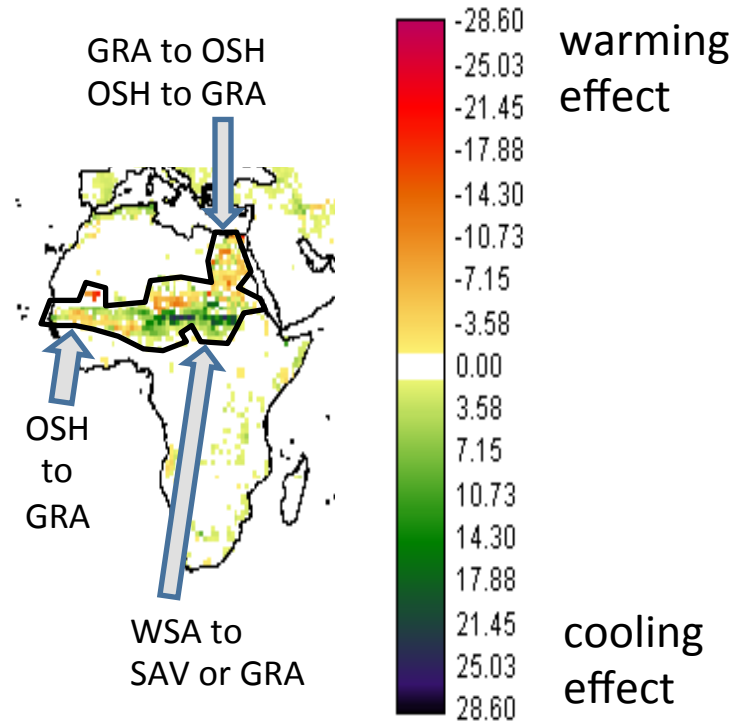 GRA to OSH
OSH to GRA
OSH
to
GRA
WSA to
SAV or GRA
-28.60
-25.03
-21.45
-17.88
-14.30
-10.73
-7.15
-3.58
0.00
3.58
7.15
10.73
14.30
17.88
21.45
25.03
28.60
warming
effect
cooling
effect